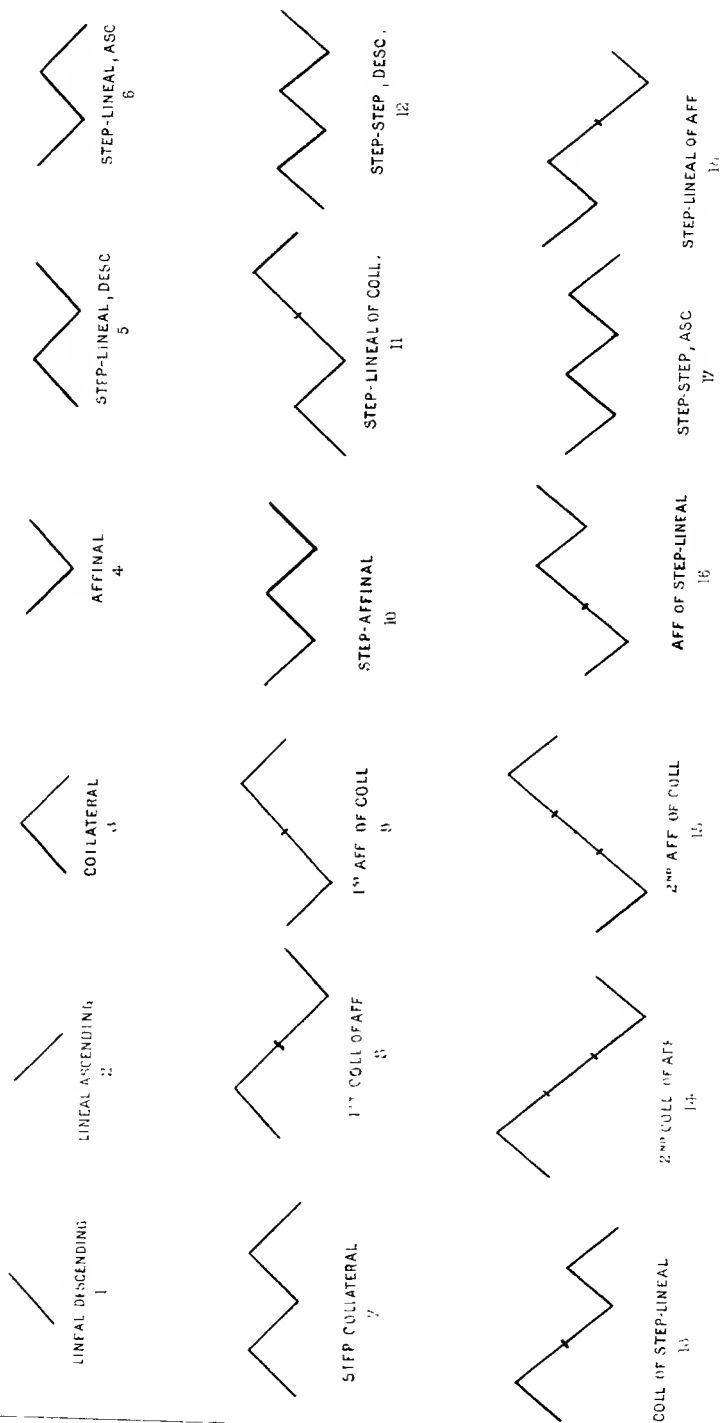 LINEAL DESCENDING
1
LINEAL ASCENDING
2
COLLATERAL
3
AFFINAL
4
STEP-LINEAL, DESC
5
STEP-LINEAL, ASC
6
STEP COLLATERAL
7
1ST COLL OF AFF
8
1ST AFF OF COLL
9
STEP-AFFINAL
10
STEP-LINEAL OF COLL.
11
STEP-STEP, DESC.
12
COLL OF STEP-LINEAL
13
2ND COLL OF AFF
14
2ND AFF OF COLL
15
AFF OF STEP-LINEAL
16
STEP-STEP, ASC
17
STEP-LINEAL OF AFF